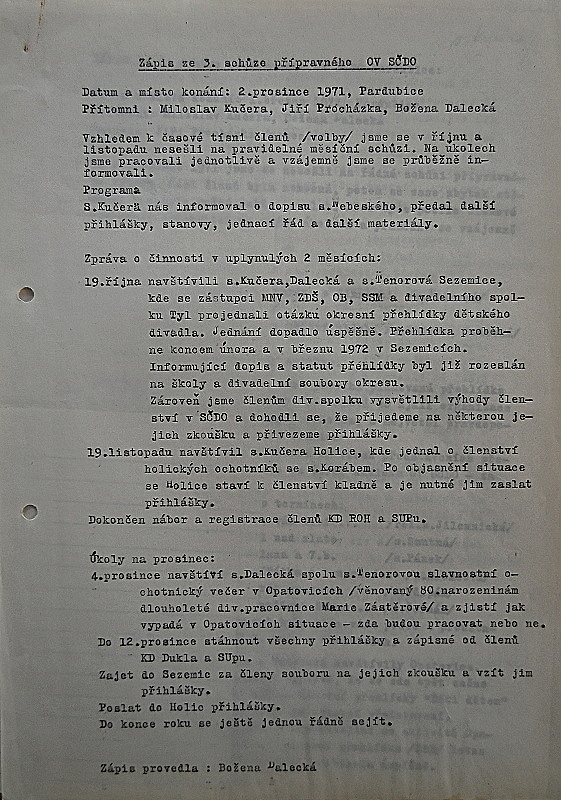 Zápis ze 3. schůze přípravného OV SČDO
Datum a místo konání: 2.prosince 1971, Pardubice
Přítomni : Miloslav Kučera, Jiří Procházka, Božena Dalecká
Vzhledem k časové tísni členů /volby/ jsme se v říjnu a
listopadu nesešli na pravidelné měsíční schůzi. Na úkolech
jsme pracovali jednotlivě a vzájemně jsme se průběžně in-
formovali.
Programa
S.Kučera nás informoval o dopisu s.Nebeského, předal další
přihlášky, stanovy, jednací řád a další materiály.
Zpráva o činnosti v uplynulých 2 měsících:
19.října navštívili s.Kučera,Dalecká a s.Tenorová Sezemice,
kde se zástupci MNV, ZDŠ, OB, SSM a divadelního spol-
ku Tyl projednali otázku okresní přehlídky dětského
divadla. Jednání dopadlo úspěšně. Přehlídka proběh-
ne koncem února a v březnu 1972 v Sezemicích.
Informující dopis a statut přehlídky byl již rozeslán
na školy a divadelní soubory okresu.
Zároveň jsme členům div.spolku vysvětlili výhody člen-
ství v SČDO a dohodli se, že přijedeme na některou je-
jich zkoušku a přivezeme přihlášky.
19.listopadu navštívil s.Kučera Holice, kde jednal o členství
holických ochotníků se s.Korábem. Po objasnění situace
se Holice staví k členství kladně a je nutné jim zaslat
přihlášky.
Dokončen nábor a registrace členů KD ROH a SUPu.
Úkoly na prosinec:
4.prosince navštíví s.Dalecká spolu s.Tenorovou slavnostní o-
chotnický večer v Opatovicích /věnovaný 80.narozeninám
dlouholeté div.pracovnice Marie Zástěrové/ a zjistí jak
vypadá v Opatovicích situace - zda budou pracovat nebo ne.
Do 12.prosince stáhnout všechny přihlášky a zápisné od členů
KD Dukla a SUpu.
Zajet do Sezemic za členy souboru na jejich zkoušku a vzít jim
přihlášky.
Poslat do Holic přihlášky.
Do konce roku se ještě jednou řádně sejít.
Zápis provedla : Božena Dalecká